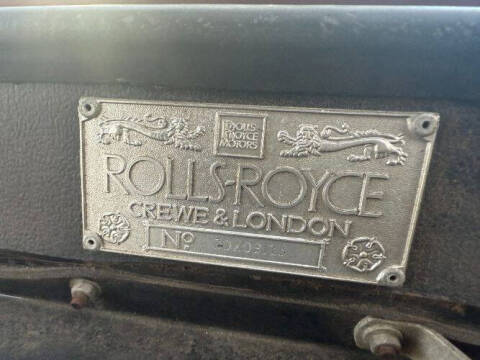 ROLLS-
ROYCE
MOTORS
ROLLS-ROYCE
CREWE & LONDON
Nº